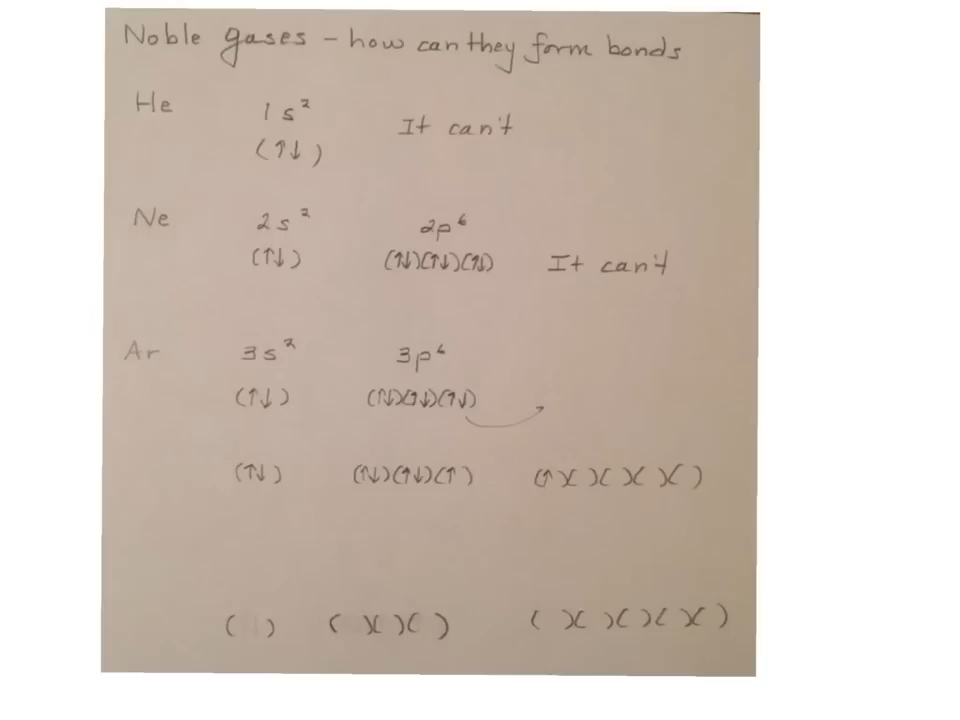 Noble gases - how can they form bonds
He 1s² It can't
(↑↓)
Ne 2s² 2p⁶
(↑↓) (↑↓)(↑↓)(↑↓) It can't
Ar 3s² 3p⁶
(↑↓) (↑↓)(↑↓)(↑↓)
(↑↓) (↑↓)(↑↓)(↑ ) (↑ )( )( )( )( )
( ) ( )( )( ) ( )( )( )( )( )